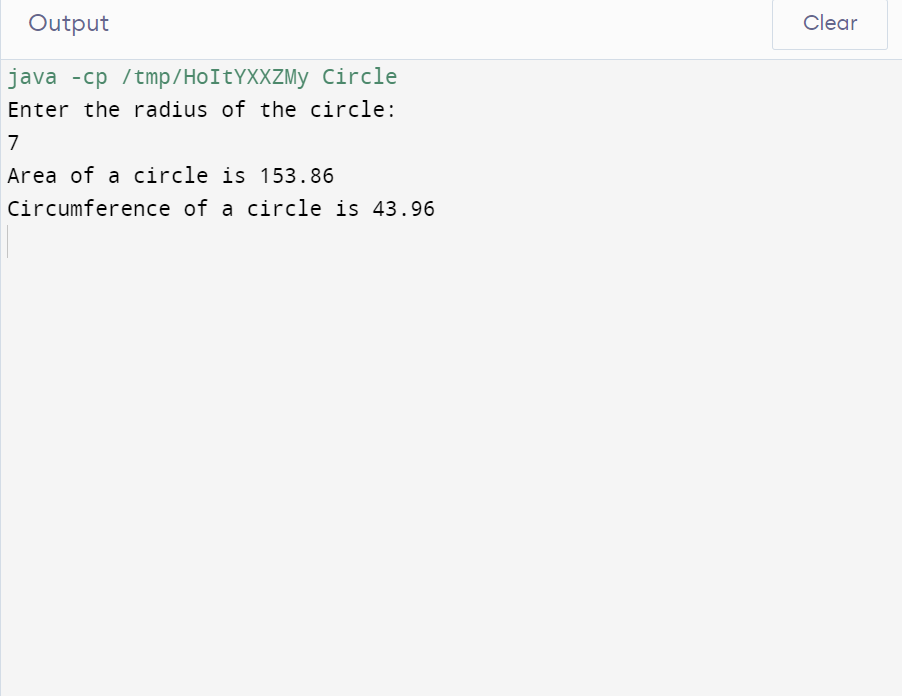 Output
Clear
java -cp /tmp/HoItYXXZMy Circle
Enter the radius of the circle:
7
Area of a circle is 153.86
Circumference of a circle is 43.96